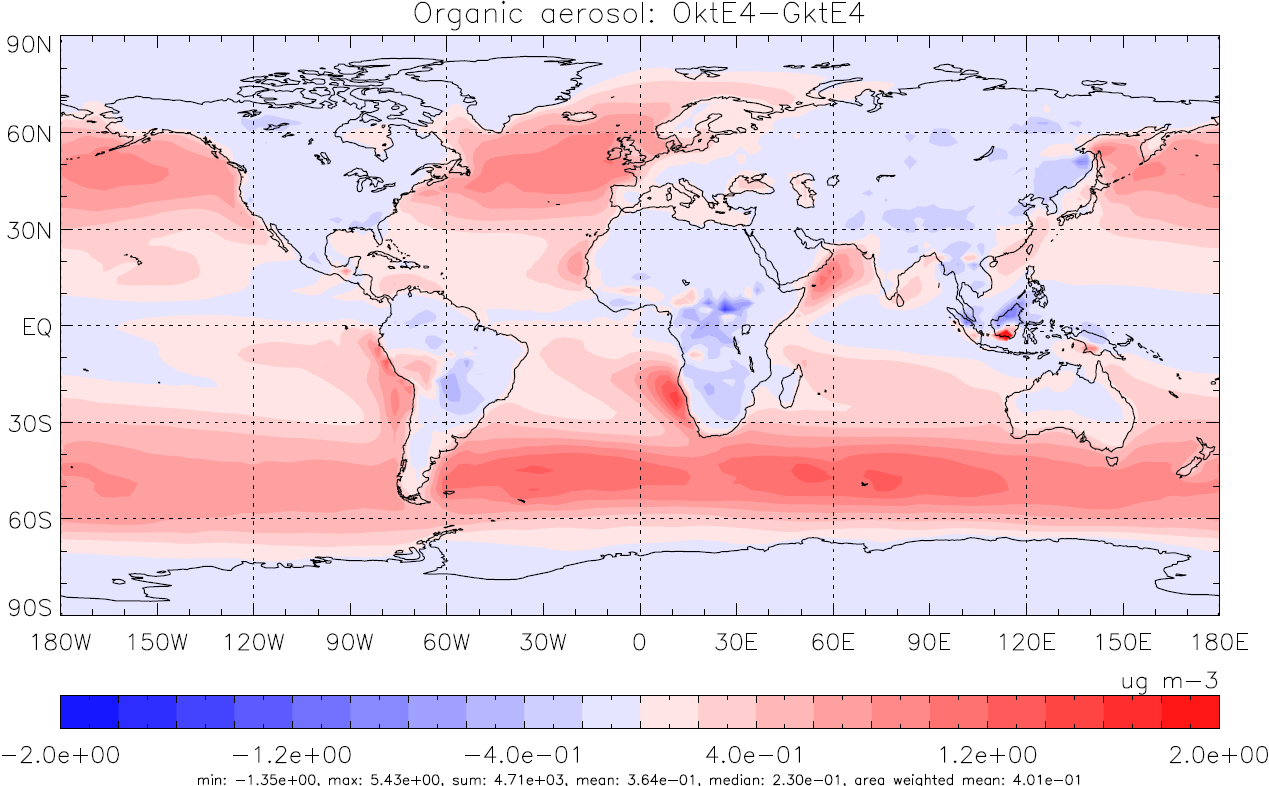 Organic aerosol: OktE4−GktE4
90N
60N
30N
EQ
30S
60S
90S
180W 150W 120W 90W 60W 30W 0 30E 60E 90E 120E 150E 180E
ug m−3
−2.0e+00 −1.2e+00 −4.0e−01 4.0e−01 1.2e+00 2.0e+00
min: −1.35e+00, max: 5.43e+00, sum: 4.71e+03, mean: 3.64e−01, median: 2.30e−01, area weighted mean: 4.01e−01